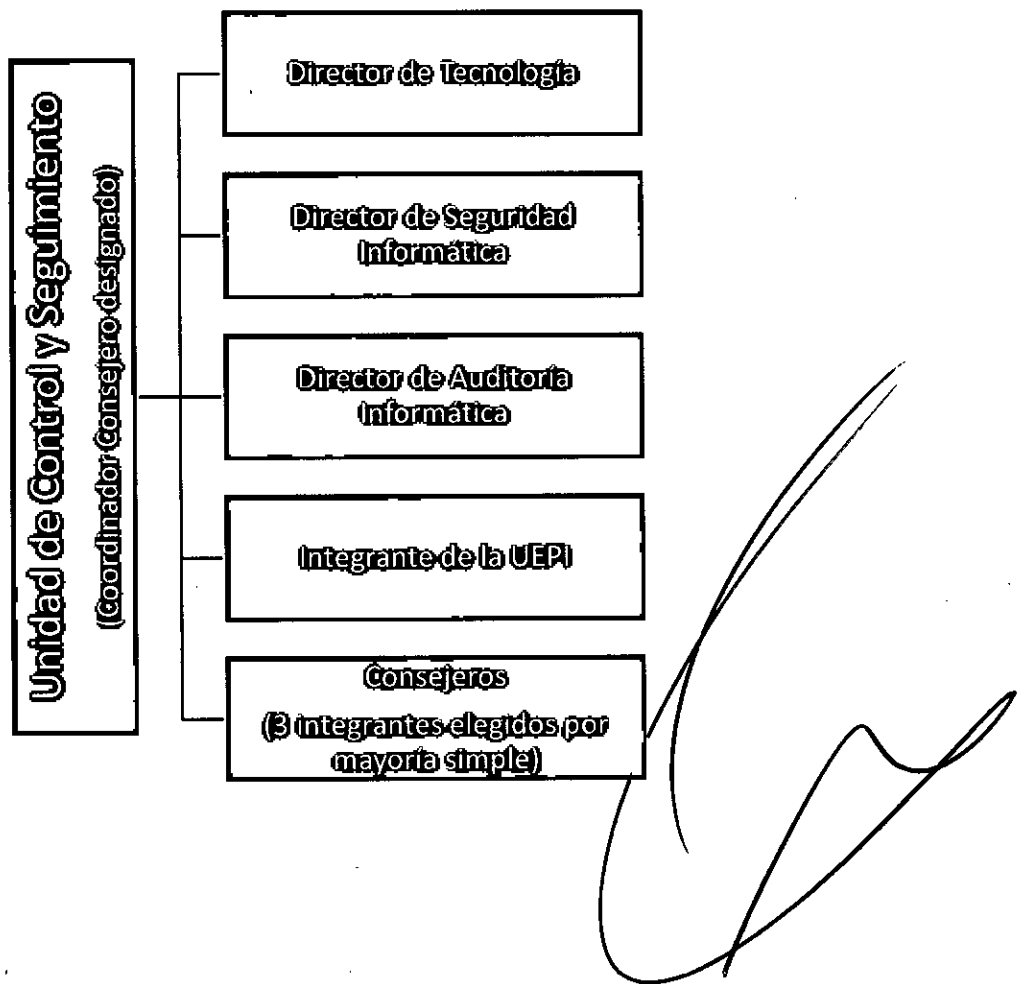 Unidad de Control y Seguimiento
(Coordinador Consejero designado)
Director de Tecnología
Director de Seguridad
Informática
Director de Auditoría
Informática
Integrante de la UEPI
Consejeros
(3 integrantes elegidos por
mayoría simple)